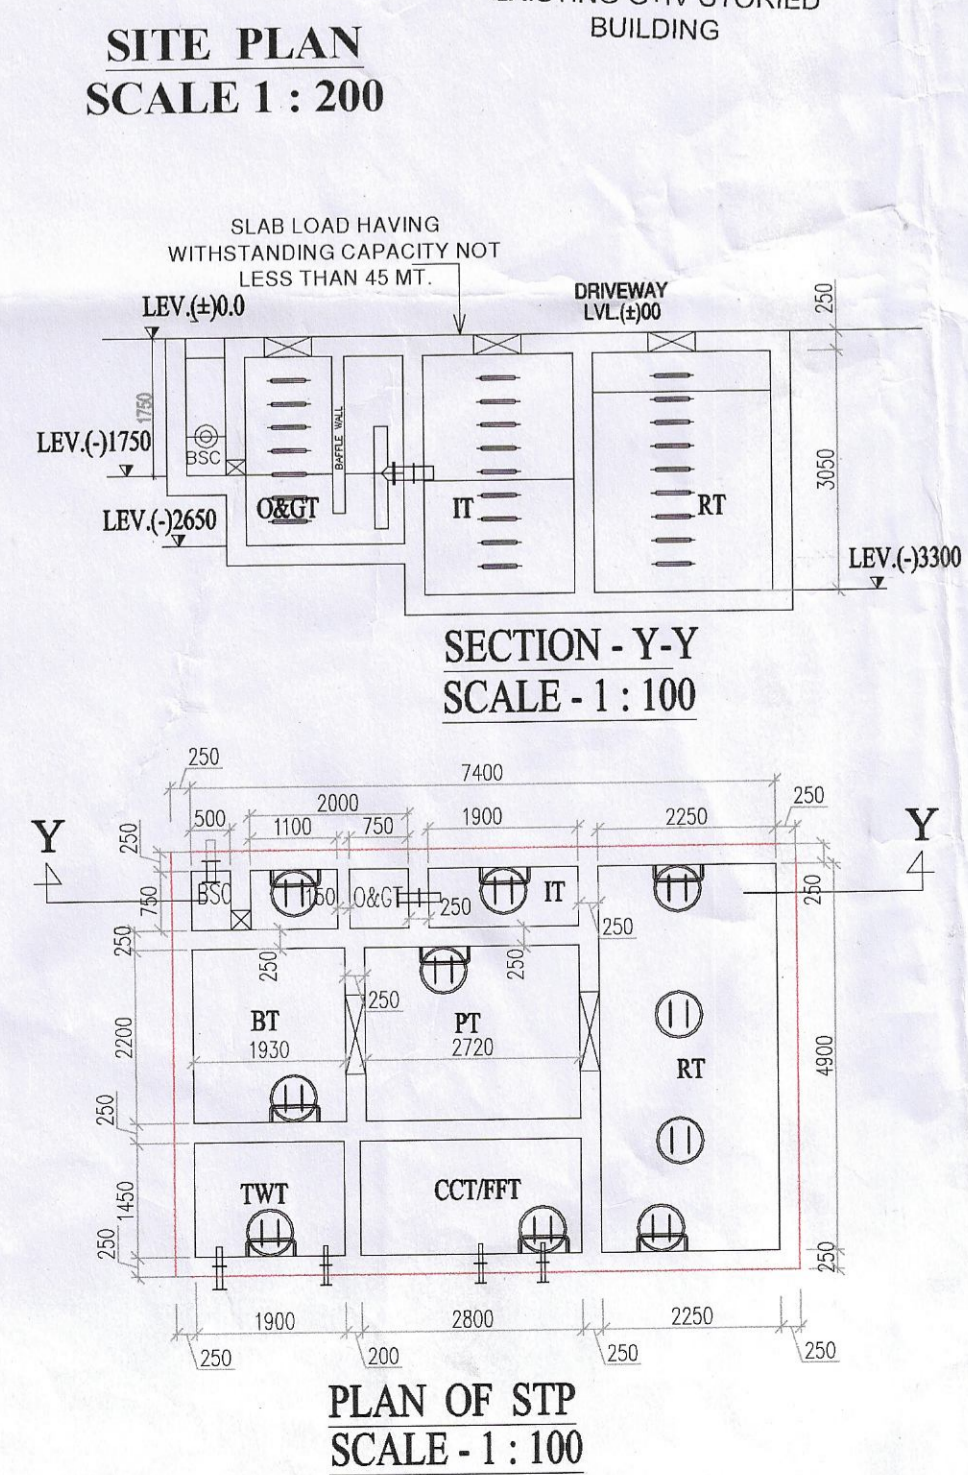 BUILDING
SITE PLAN
SCALE 1 : 200
SLAB LOAD HAVING
WITHSTANDING CAPACITY NOT
LESS THAN 45 MT.
LEV.(±)0.0
DRIVEWAY
LVL.(±)00
250
1750
LEV.(-)1750
BSC
BAFFLE WALL
3050
O&GT
IT
RT
LEV.(-)2650
LEV.(-)3300
SECTION - Y-Y
SCALE - 1 : 100
250
7400
2000
250
500
1100
750
1900
2250
Y
Y
250
750
BSC
150
O&GT
250
IT
250
250
250
250
250
250
2200
BT
PT
1930
2720
RT
4900
250
1450
TWT
CCT/FFT
250
250
1900
2800
2250
250
200
250
250
PLAN OF STP
SCALE - 1 : 100